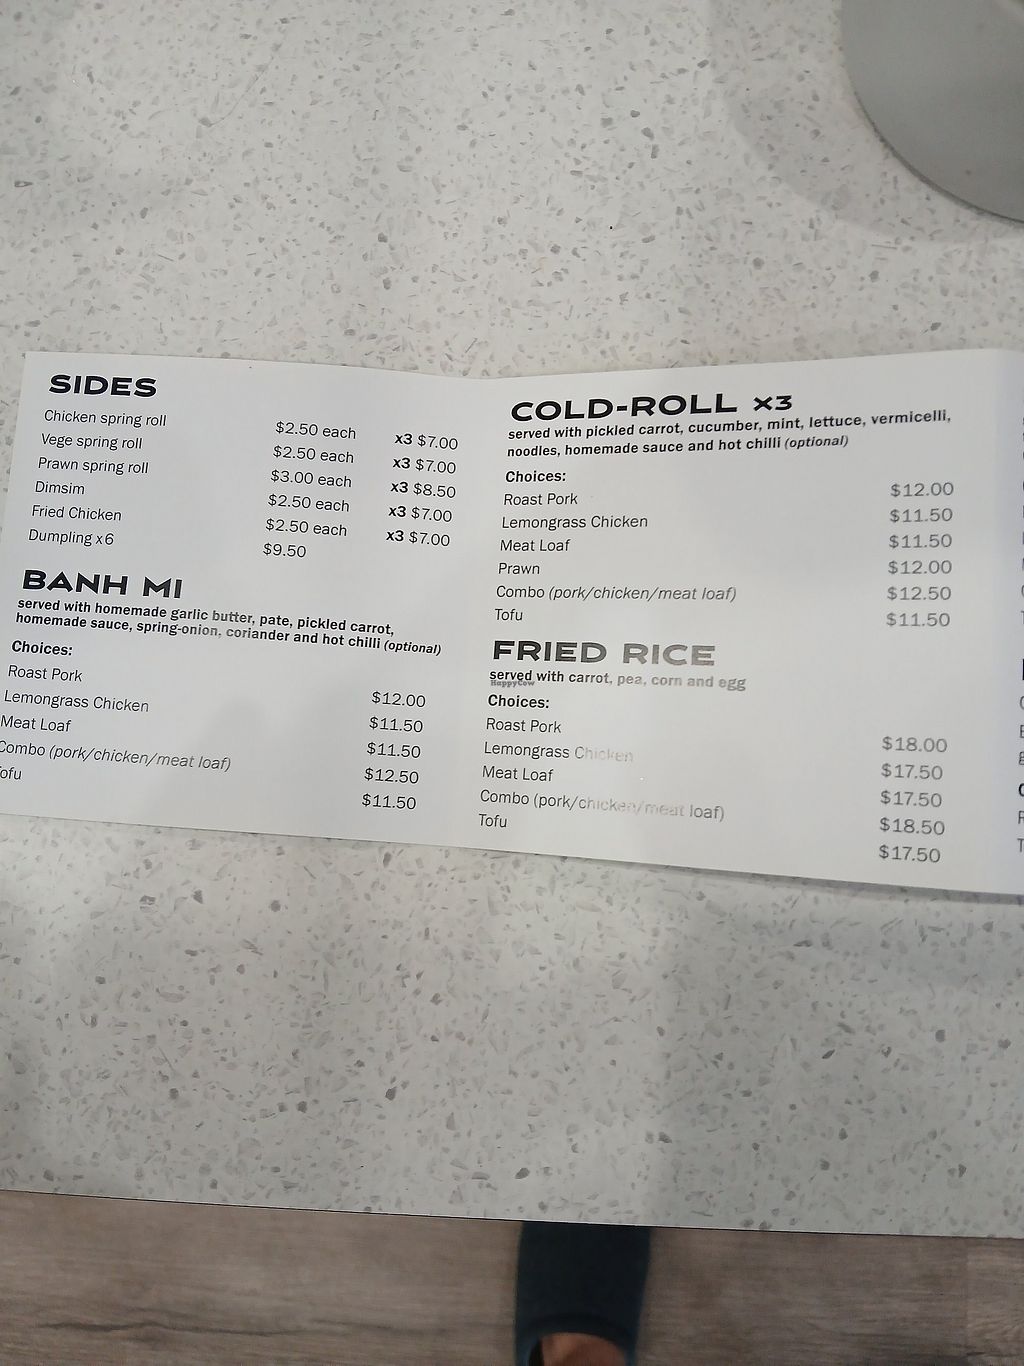 SIDES
Chicken spring roll $2.50 each x3 $7.00
Vege spring roll $2.50 each x3 $7.00
Prawn spring roll $3.00 each x3 $8.50
Dimsim $2.50 each x3 $7.00
Fried Chicken $2.50 each x3 $7.00
Dumpling x6 $9.50
BANH MI
served with homemade garlic butter, pate, pickled carrot,
homemade sauce, spring-onion, coriander and hot chilli (optional)
Choices:
Roast Pork $12.00
Lemongrass Chicken $11.50
Meat Loaf $11.50
Combo (pork/chicken/meat loaf) $12.50
Tofu $11.50
COLD-ROLL x3
served with pickled carrot, cucumber, mint, lettuce, vermicelli,
noodles, homemade sauce and hot chilli (optional)
Choices:
Roast Pork $12.00
Lemongrass Chicken $11.50
Meat Loaf $11.50
Prawn $12.00
Combo (pork/chicken/meat loaf) $12.50
Tofu $11.50
FRIED RICE
served with carrot, pea, corn and egg
HappyCow
Choices:
Roast Pork $18.00
Lemongrass Chicken $17.50
Meat Loaf $17.50
Combo (pork/chicken/meat loaf) $18.50
Tofu $17.50